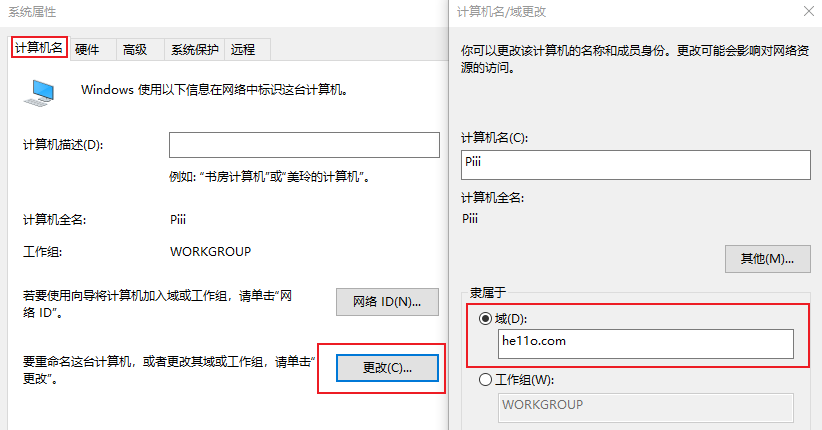 系统属性
计算机名
硬件
高级
系统保护
远程
Windows 使用以下信息在网络中标识这台计算机。
计算机描述(D):
例如: “书房计算机”或“美玲的计算机”。
计算机全名:
Piii
工作组:
WORKGROUP
若要使用向导将计算机加入域或工作组，请单击“网
络 ID”。
网络 ID(N)...
要重命名这台计算机，或者更改其域或工作组，请单击“
更改”。
更改(C)...
计算机名/域更改
你可以更改该计算机的名称和成员身份。更改可能会影响对网络资
源的访问。
计算机名(C):
Piii
计算机全名:
Piii
其他(M)...
隶属于
域(D):
he11o.com
工作组(W):
WORKGROUP